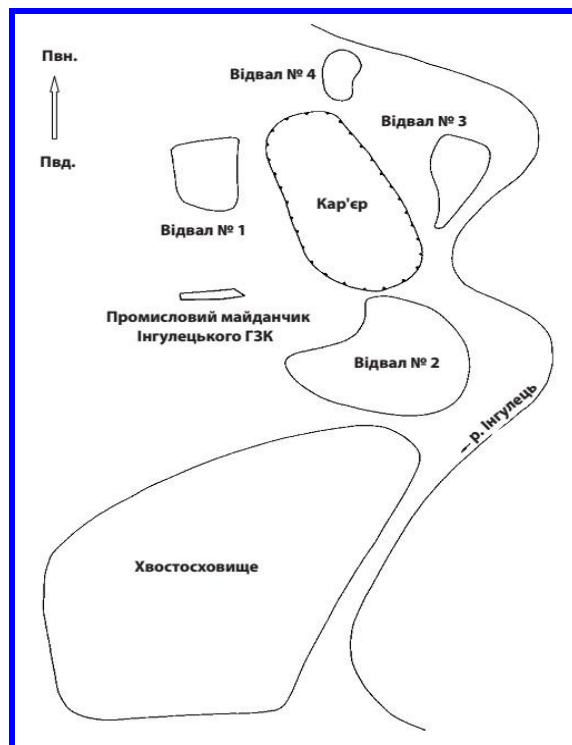 Пвн.
Пвд.
Відвал № 4
Відвал № 3
Кар'єр
Відвал № 1
Промисловий майданчик
Інгулецького ГЗК
Відвал № 2
р. Інгулець
Хвостосховище